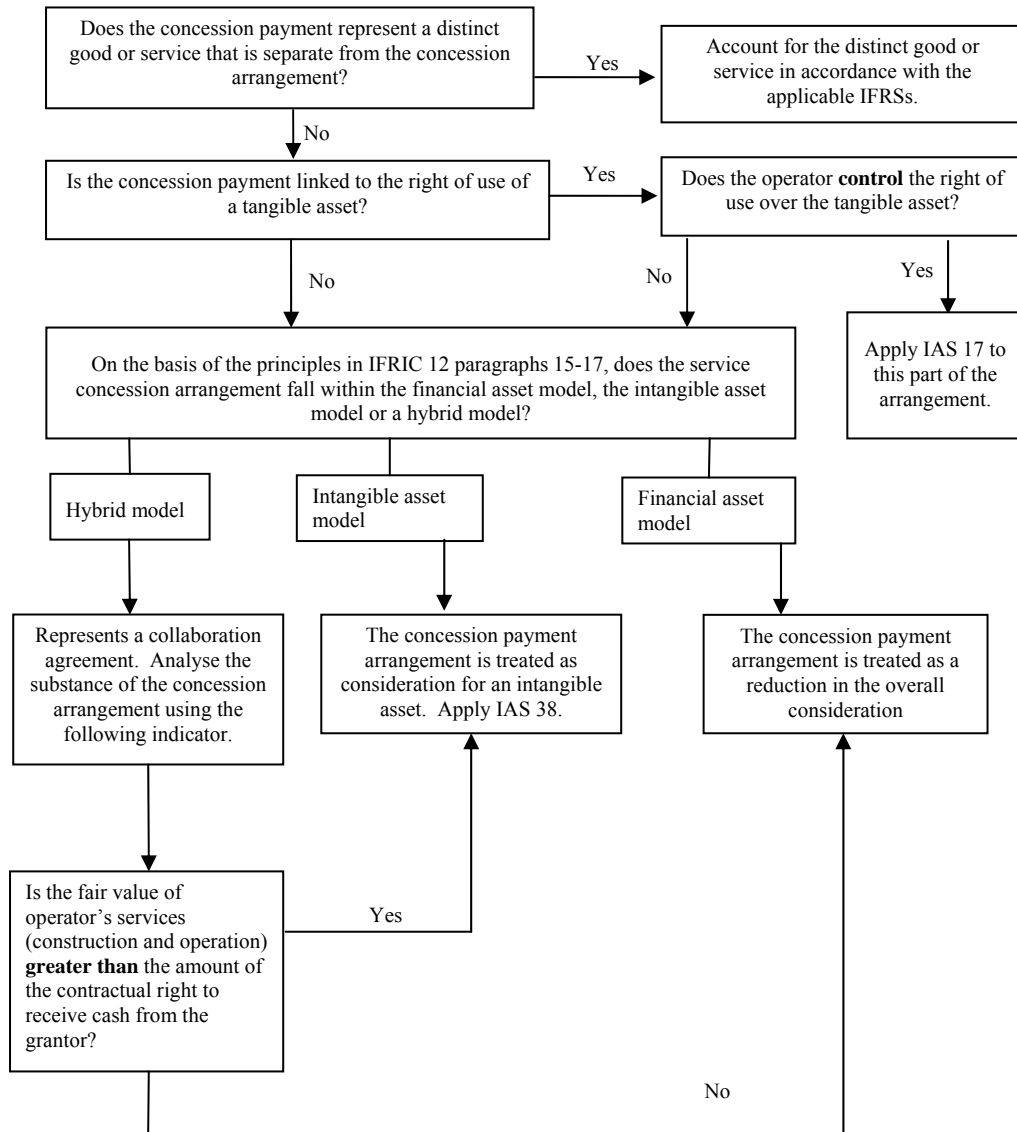 Does the concession payment represent a distinct
good or service that is separate from the concession
arrangement?
Yes
Account for the distinct good or
service in accordance with the
applicable IFRSs.
No
Is the concession payment linked to the right of use of
a tangible asset?
Yes
Does the operator control the right of
use over the tangible asset?
No
No
Yes
On the basis of the principles in IFRIC 12 paragraphs 15-17, does the service
concession arrangement fall within the financial asset model, the intangible asset
model or a hybrid model?
Apply IAS 17 to
this part of the
arrangement.
Hybrid model
Intangible asset
model
Financial asset
model
Represents a collaboration
agreement. Analyse the
substance of the concession
arrangement using the
following indicator.
The concession payment
arrangement is treated as
consideration for an intangible
asset. Apply IAS 38.
The concession payment
arrangement is treated as a
reduction in the overall
consideration
Is the fair value of
operator’s services
(construction and operation)
greater than the amount of
the contractual right to
receive cash from the
grantor?
Yes
No